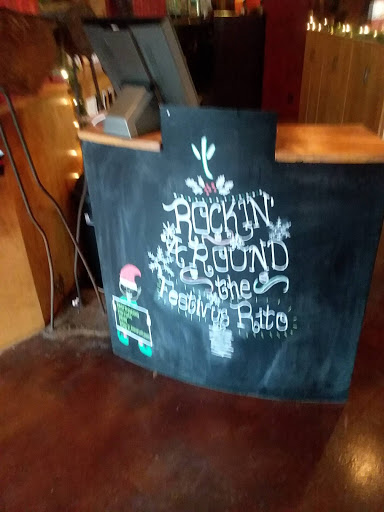 ROCKIN'
AROUND
the
Festivus Rito